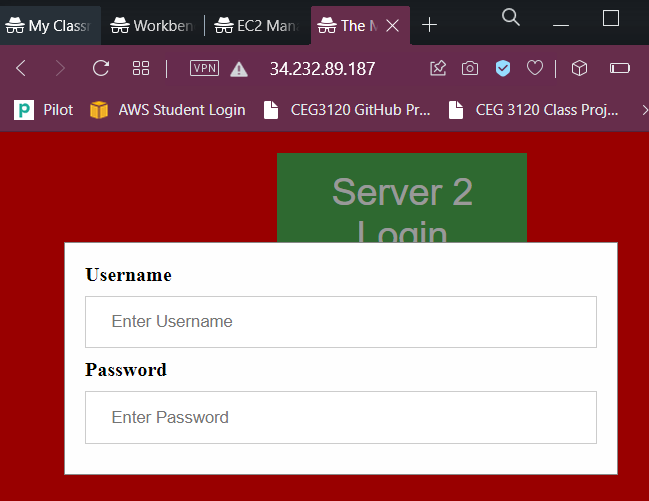 My Classr
Workben
EC2 Man
The M
VPN
34.232.89.187
Pilot
AWS Student Login
CEG3120 GitHub Pr...
CEG 3120 Class Proj...
Server 2
Login
Username
Enter Username
Password
Enter Password